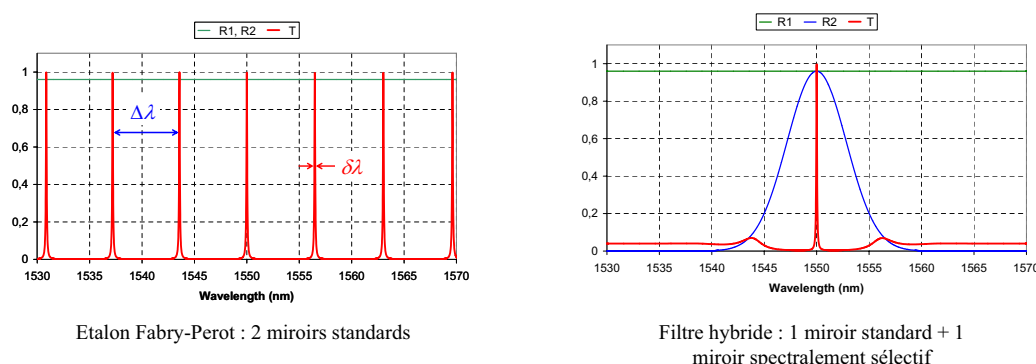 R1, R2 T
1
0,8
0,6
0,4
0,2
0
Δλ
δλ
1530 1535 1540 1545 1550 1555 1560 1565 1570
Wavelength (nm)
Etalon Fabry-Perot : 2 miroirs standards
R1 R2 T
1
0,8
0,6
0,4
0,2
0
1530 1535 1540 1545 1550 1555 1560 1565 1570
Wavelength (nm)
Filtre hybride : 1 miroir standard + 1
miroir spectralement sélectif